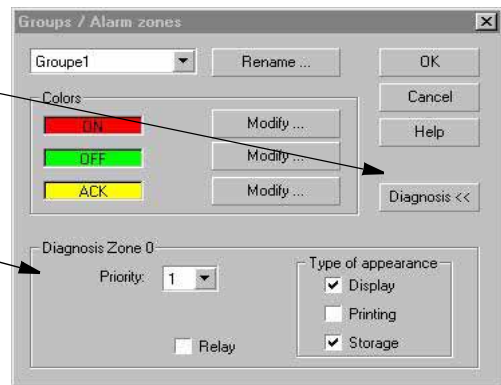 Groups / Alarm zones
Groupe1
Rename ...
OK
Colors
Cancel
ON
Modify ...
Help
OFF
Modify ...
ACK
Modify ...
Diagnosis <<
Diagnosis Zone 0
Priority:
1
Type of appearance
Display
Printing
Relay
Storage